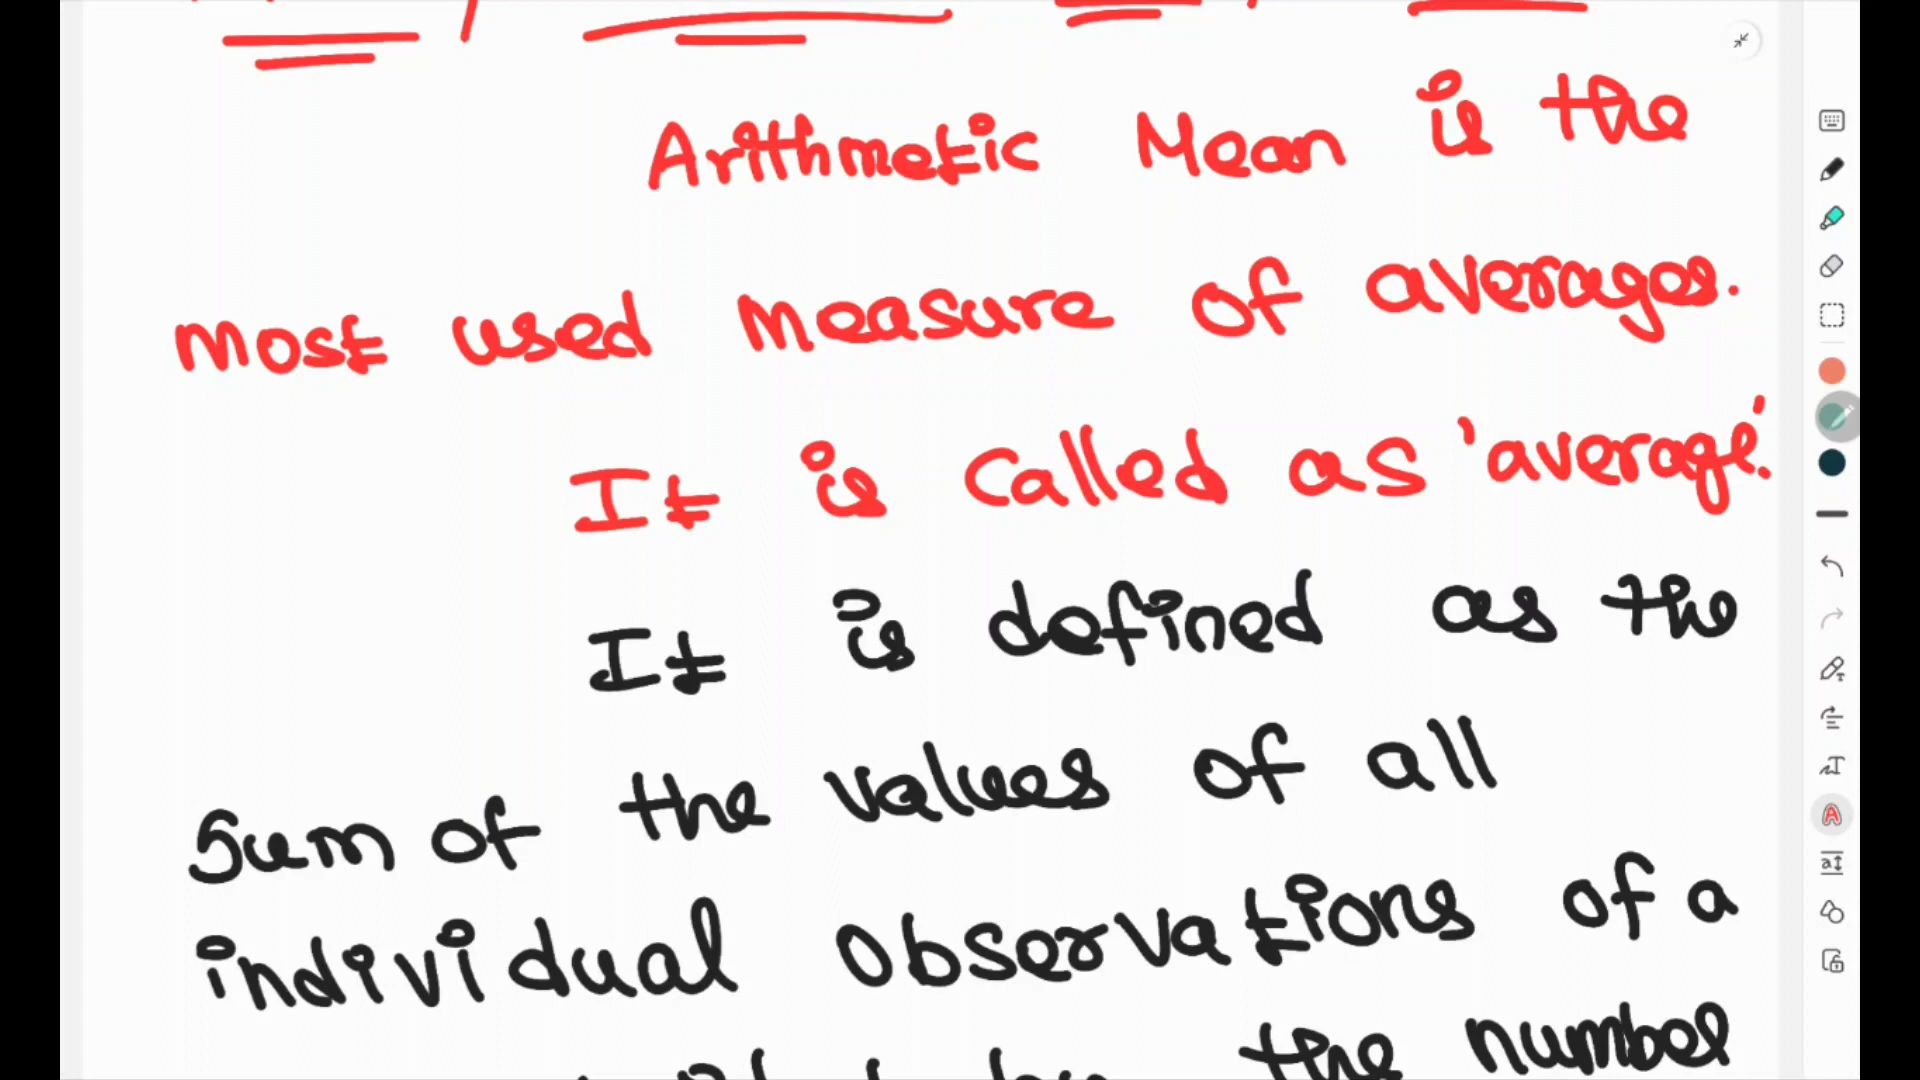 Arithmetic Mean is the
most used measure of averages.
It is called as 'average'.
It is defined as the
Sum of the values of all
individual observations of a
by the number